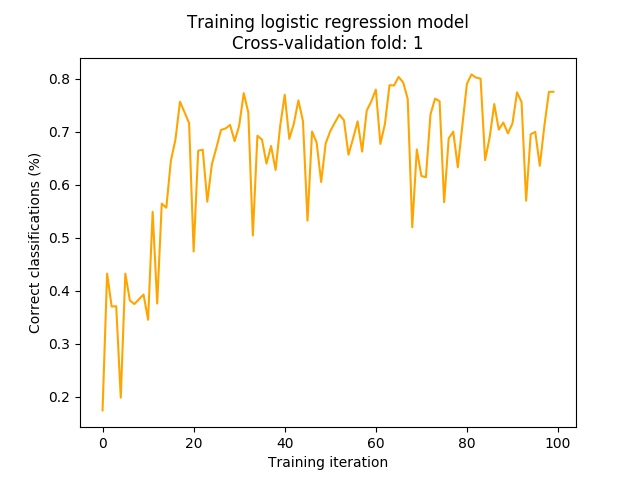 Training logistic regression model
Cross-validation fold: 1
Correct classifications (%)
0.8
0.7
0.6
0.5
0.4
0.3
0.2
0 20 40 60 80 100
Training iteration